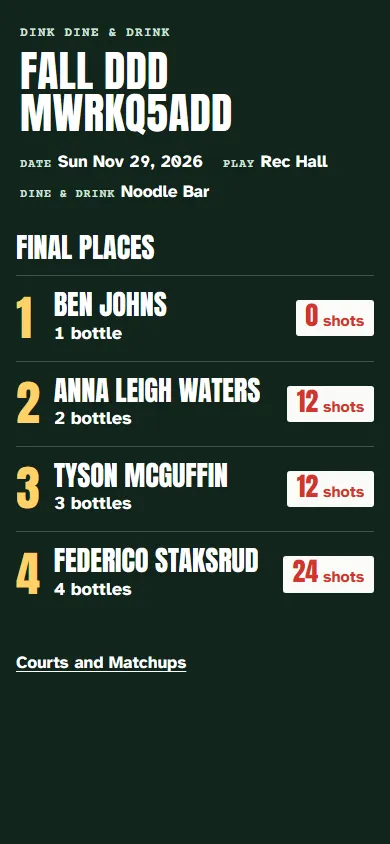 DINK DINE & DRINK
FALL DDD
MWRKQ5ADD
DATE Sun Nov 29, 2026 PLAY Rec Hall
DINE & DRINK Noodle Bar
FINAL PLACES
1 BEN JOHNS 0 shots
1 bottle
2 ANNA LEIGH WATERS 12 shots
2 bottles
3 TYSON MCGUFFIN 12 shots
3 bottles
4 FEDERICO STAKSRUD 24 shots
4 bottles
Courts and Matchups